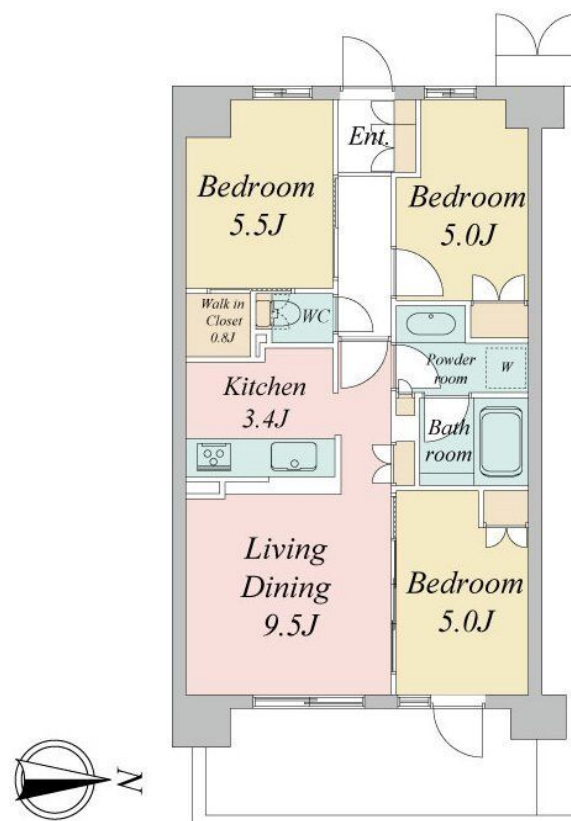 Ent.
Bedroom
5.5J
Bedroom
5.0J
Walk in
Closet
0.8J
WC
Powder
room
W
Kitchen
3.4J
Bath
room
Living
Dining
9.5J
Bedroom
5.0J
N